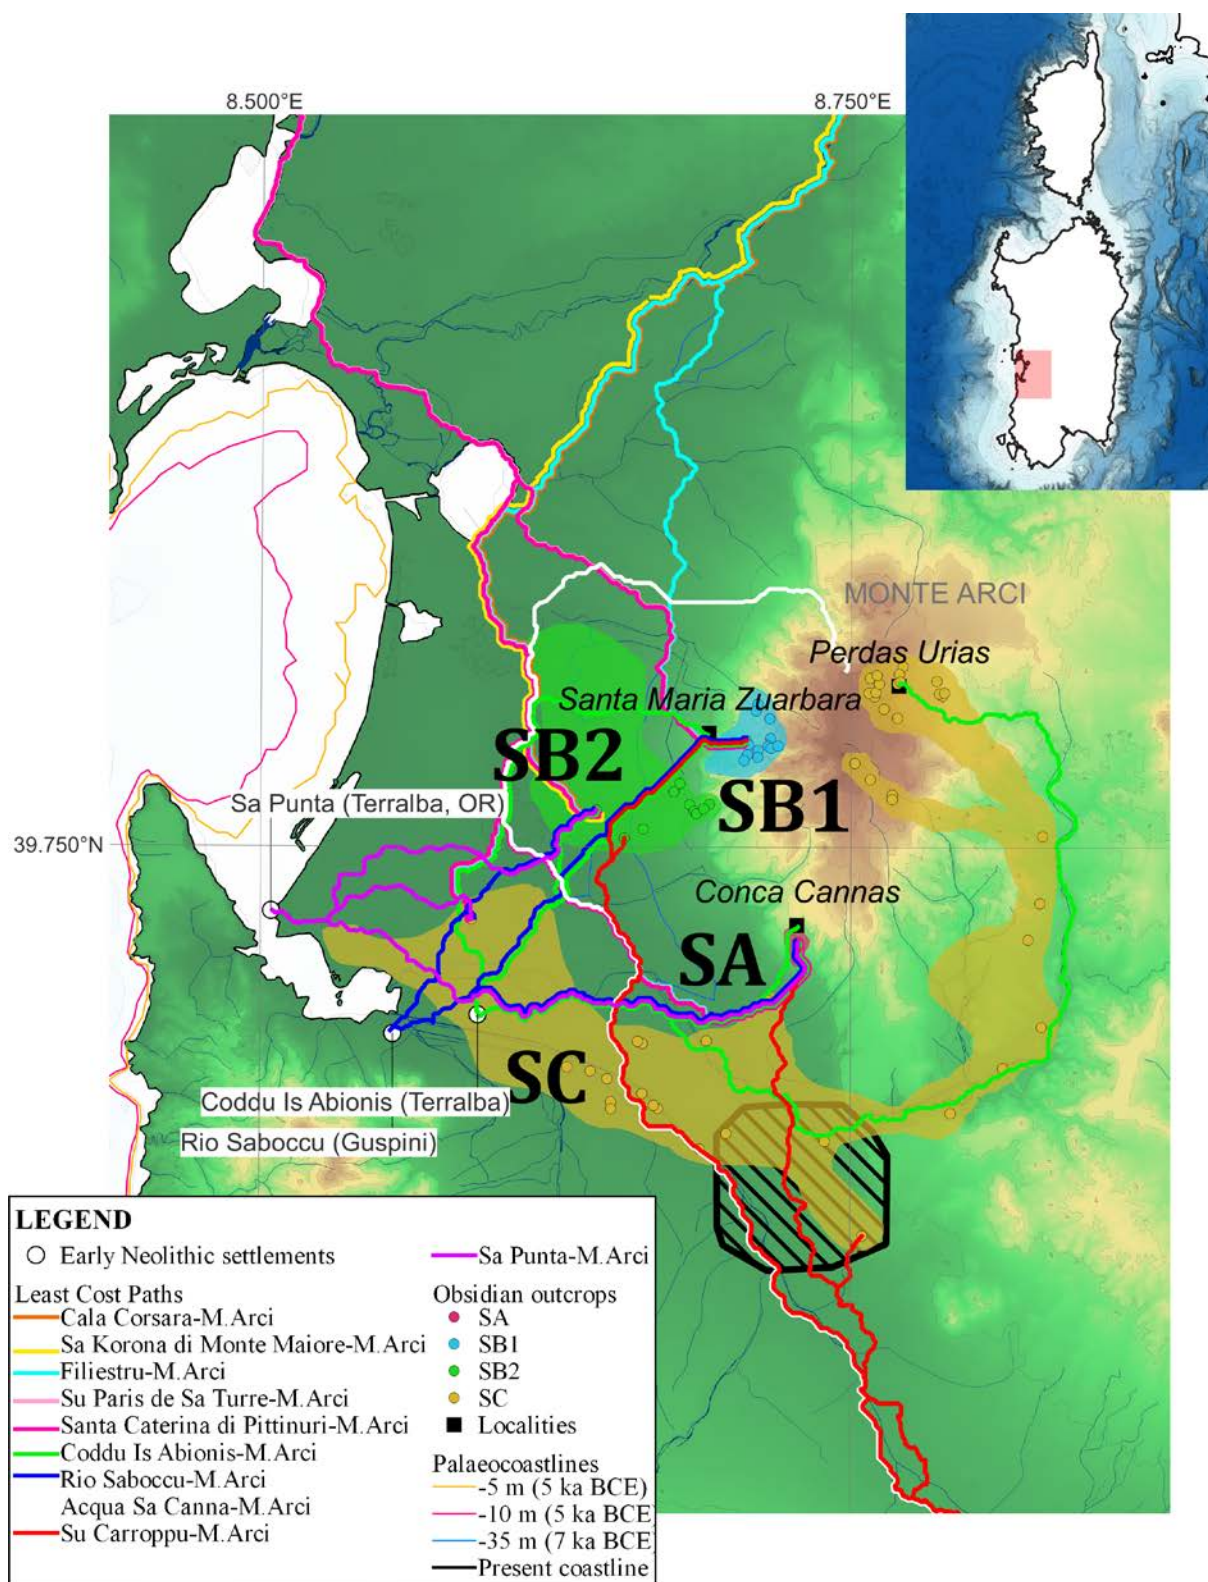 8.500°E
8.750°E
MONTE ARCI
Perdas Urias
Santa Maria Zuarbara
SB2
SB1
Sa Punta (Terralba, OR)
39.750°N
Conca Cannas
SA
SC
Coddu Is Abionis (Terralba)
Rio Saboccu (Guspini)
LEGEND
Early Neolithic settlements
Least Cost Paths
Cala Corsara-M.Arci
Sa Korona di Monte Maiore-M.Arci
Filiestru-M.Arci
Su Paris de Sa Turre-M.Arci
Santa Caterina di Pittinuri-M.Arci
Coddu Is Abionis-M.Arci
Rio Saboccu-M.Arci
Acqua Sa Canna-M.Arci
Su Carroppu-M.Arci
Sa Punta-M.Arci
Obsidian outcrops
SA
SB1
SB2
SC
Localities
Palaeocoastlines
-5 m (5 ka BCE)
-10 m (5 ka BCE)
-35 m (7 ka BCE)
Present coastline